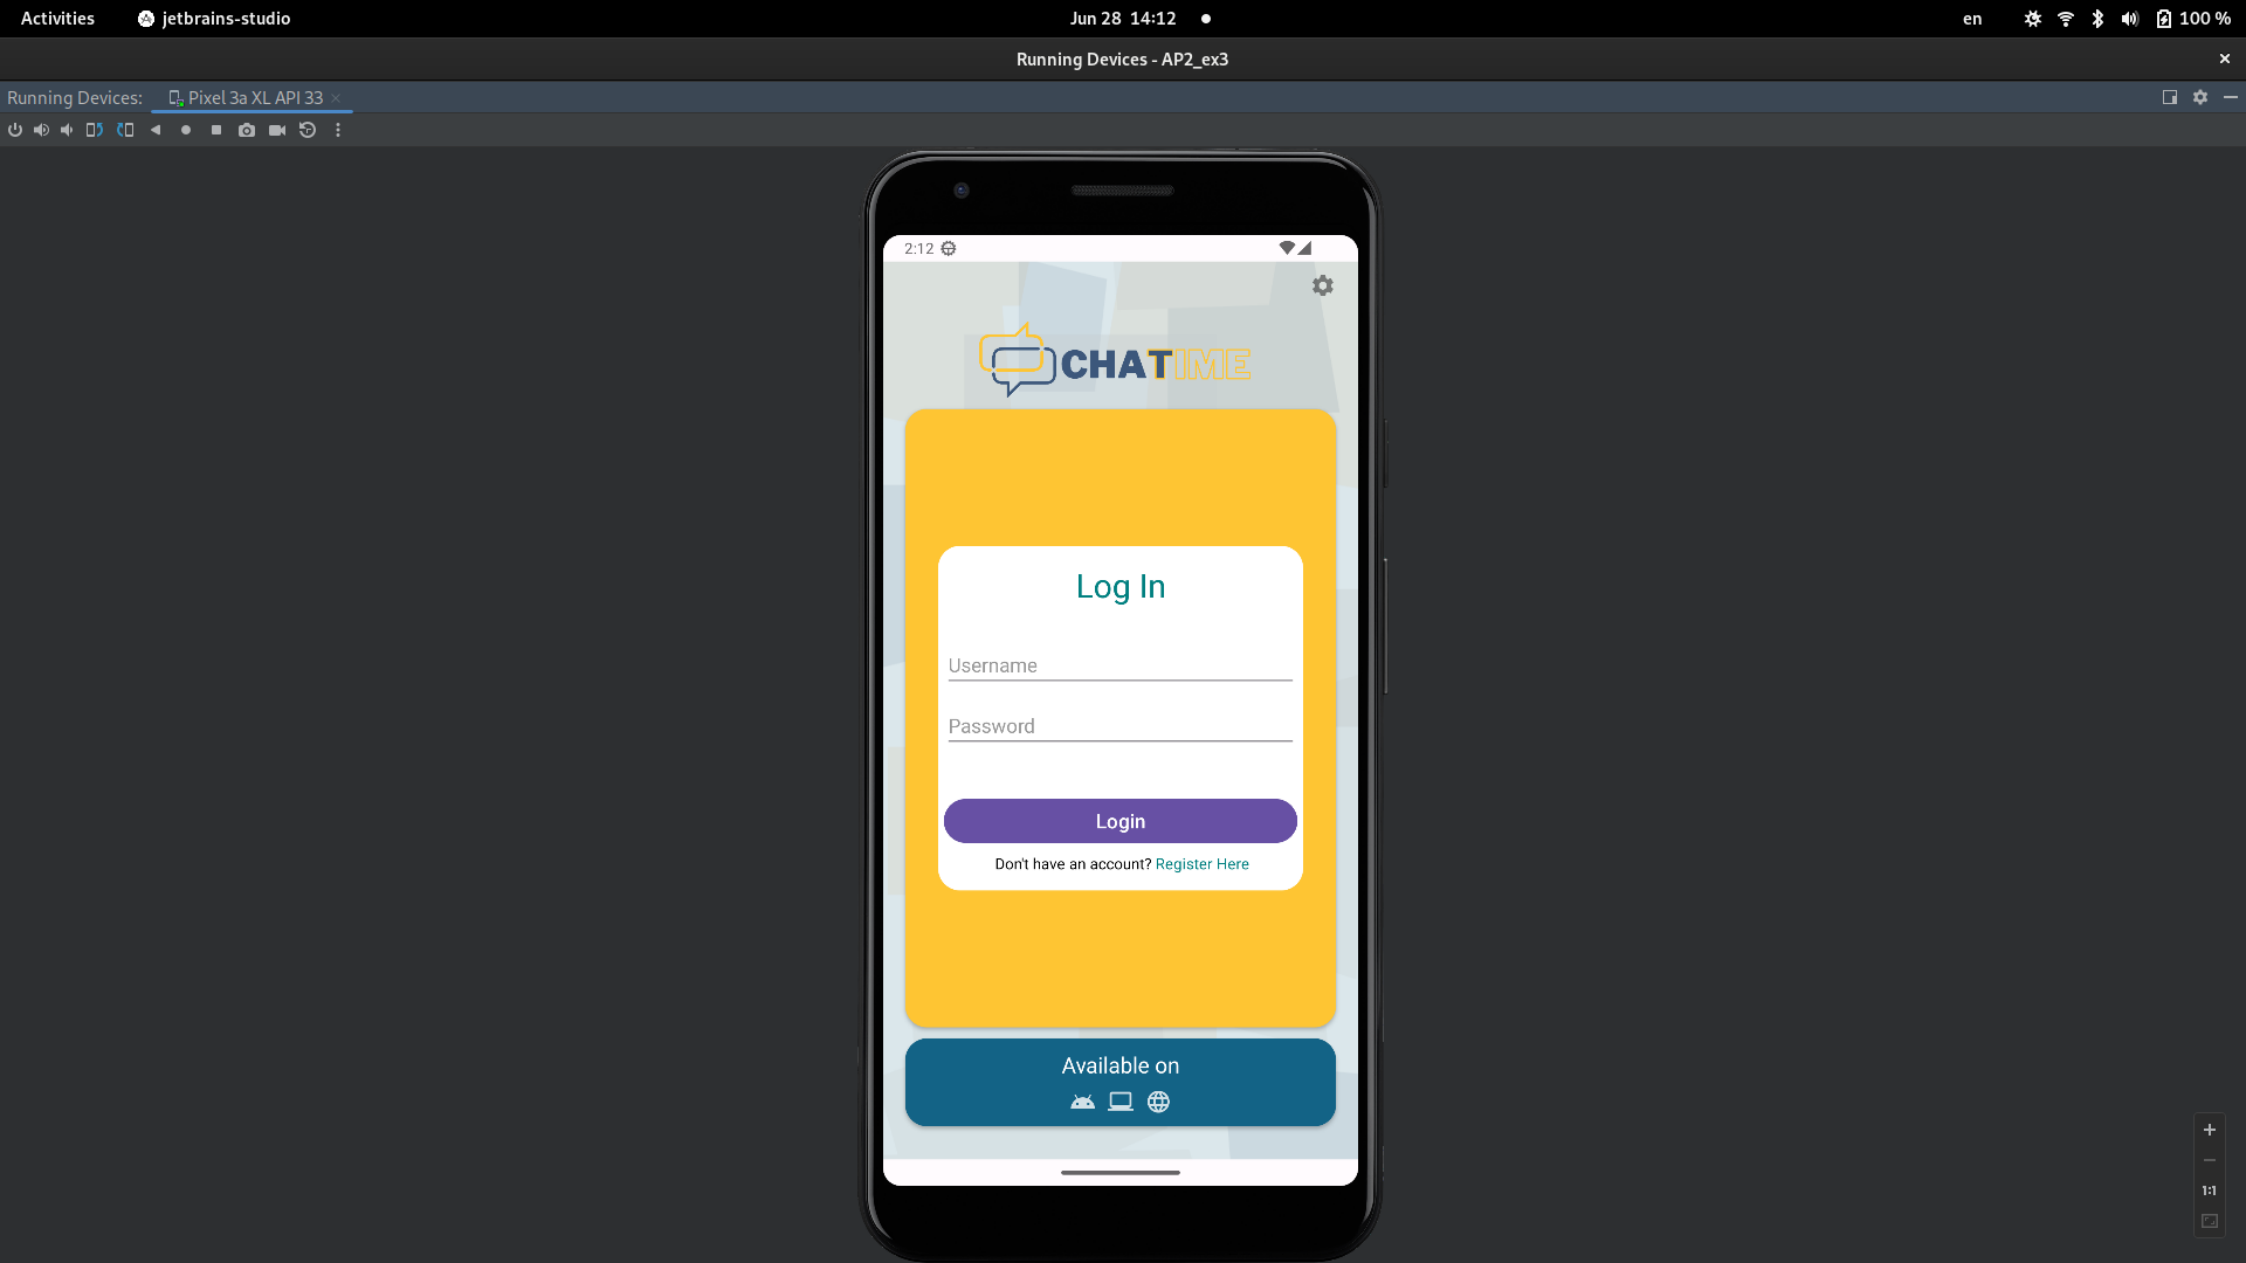 Activities jetbrains-studio Jun 28 14:12 en 100 %
Running Devices - AP2_ex3
Running Devices: Pixel 3a XL API 33
2:12
CHATIME
Log In
Username
Password
Login
Don't have an account? Register Here
Available on
1:1